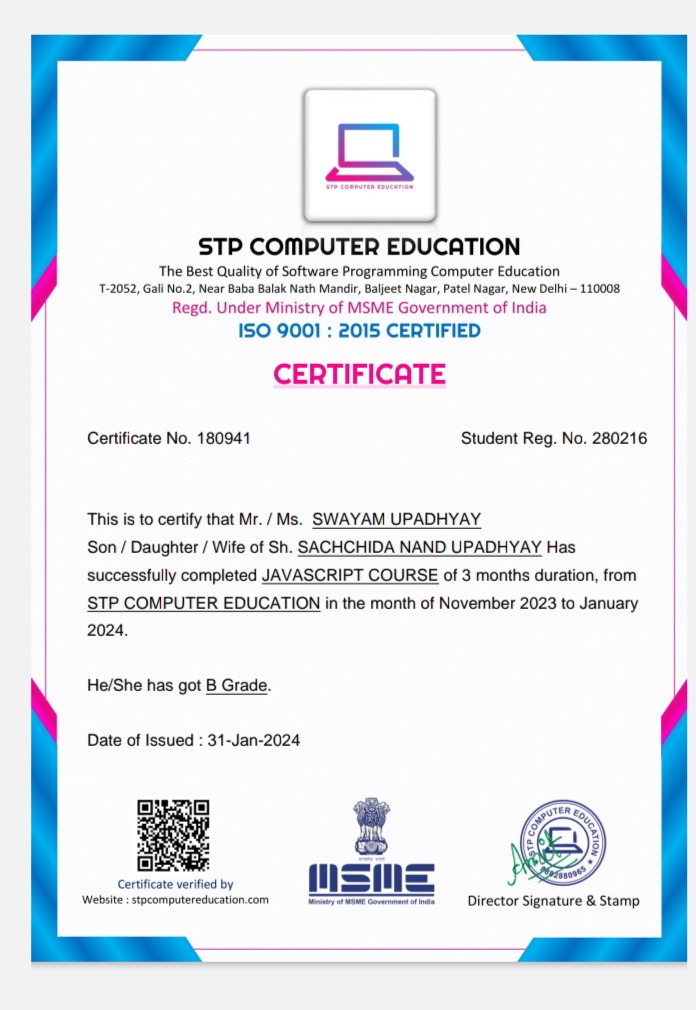 STP COMPUTER EDUCATION
STP COMPUTER EDUCATION
The Best Quality of Software Programming Computer Education
T-2052, Gali No.2, Near Baba Balak Nath Mandir, Baljeet Nagar, Patel Nagar, New Delhi – 110008
Regd. Under Ministry of MSME Government of India
ISO 9001 : 2015 CERTIFIED
CERTIFICATE
Certificate No. 180941 Student Reg. No. 280216
This is to certify that Mr. / Ms. SWAYAM UPADHYAY
Son / Daughter / Wife of Sh. SACHCHIDA NAND UPADHYAY Has
successfully completed JAVASCRIPT COURSE of 3 months duration, from
STP COMPUTER EDUCATION in the month of November 2023 to January
2024.
He/She has got B Grade.
Date of Issued : 31-Jan-2024
MSME
Ministry of MSME Government of India
STP COMPUTER EDUCATION
Certificate verified by
Website : stpcomputereducation.com
Director Signature & Stamp